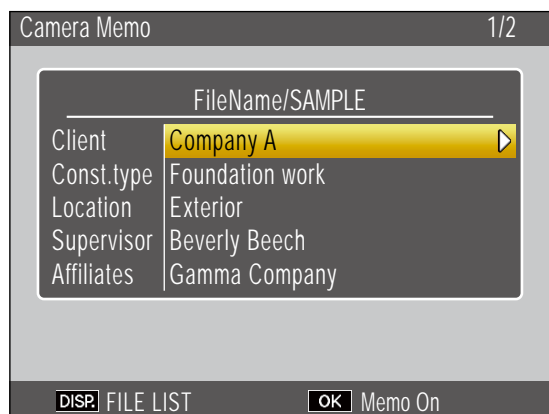 Camera Memo 1/2
FileName/SAMPLE
Client Company A
Const.type Foundation work
Location Exterior
Supervisor Beverly Beech
Affiliates Gamma Company
DISP. FILE LIST OK Memo On